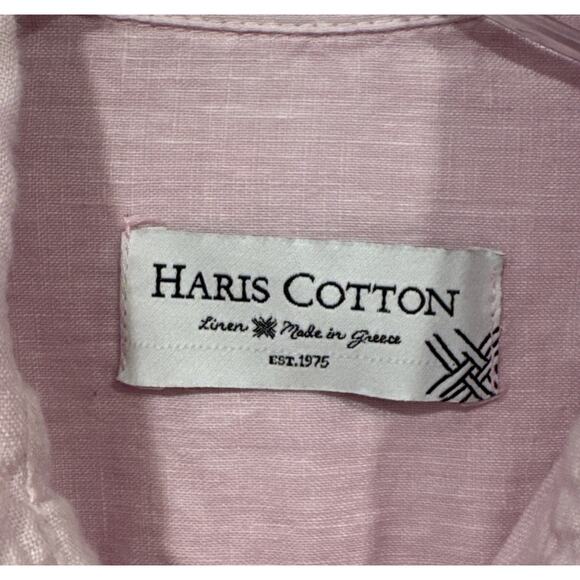 HARIS COTTON
Linen Made in Greece
EST.1975